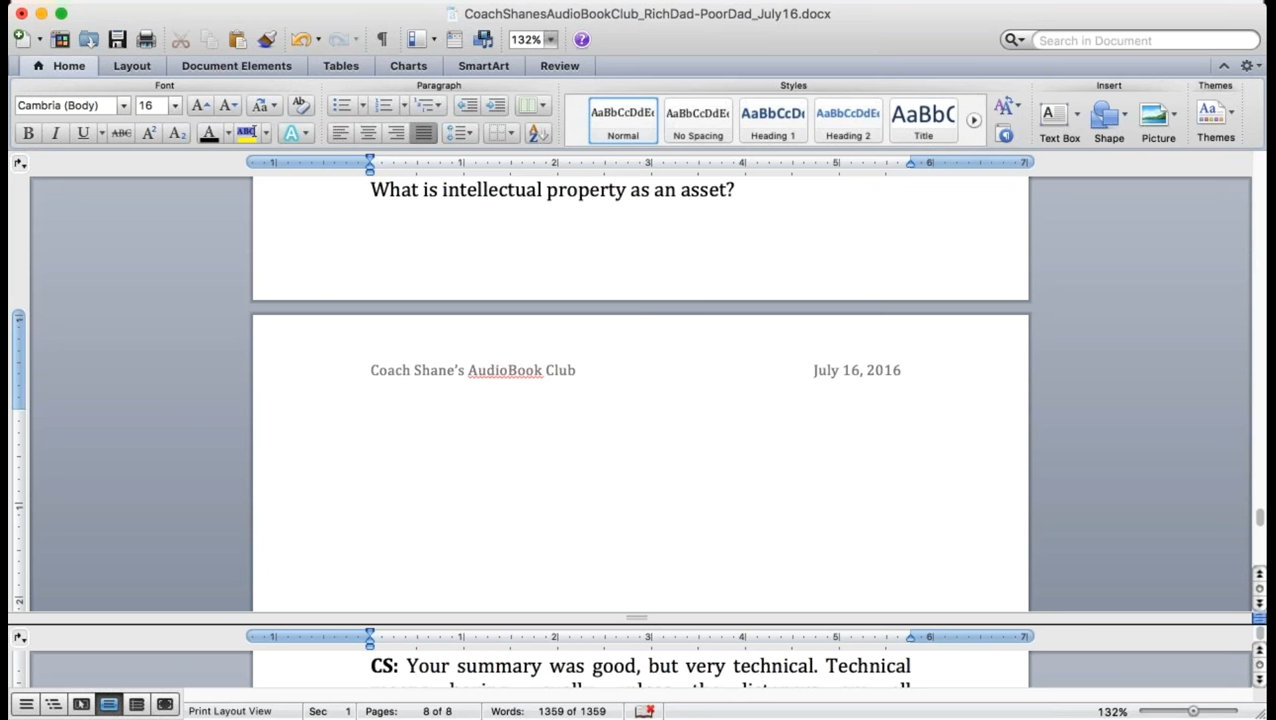 CoachShanesAudioBookClub_RichDad-PoorDad_July16.docx
132%
Search in Document
Home Layout Document Elements Tables Charts SmartArt Review
Font Paragraph Styles Insert Themes
Cambria (Body) 16
AaBbCcDdEe AaBbCcDdEe AaBbCcDd AaBbCcDdEe AaBbC
Normal No Spacing Heading 1 Heading 2 Title
Text Box Shape Picture Themes
What is intellectual property as an asset?
Coach Shane's AudioBook Club July 16, 2016
CS: Your summary was good, but very technical. Technical
Print Layout View Sec 1 Pages: 8 of 8 Words: 1359 of 1359 132%